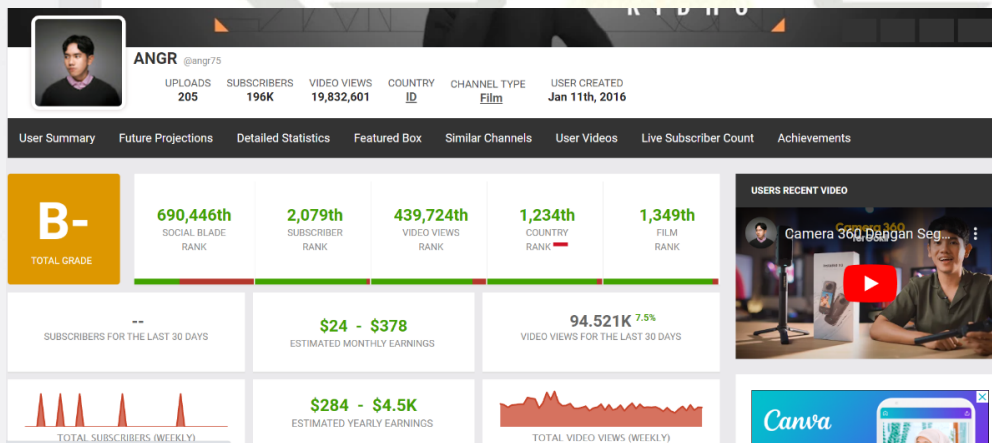 ANGR @angr75
UPLOADS SUBSCRIBERS VIDEO VIEWS COUNTRY CHANNEL TYPE USER CREATED
205 196K 19,832,601 ID Film Jan 11th, 2016
User Summary Future Projections Detailed Statistics Featured Box Similar Channels User Videos Live Subscriber Count Achievements
B-
TOTAL GRADE
690,446th 2,079th 439,724th 1,234th 1,349th
SOCIAL BLADE SUBSCRIBER VIDEO VIEWS COUNTRY FILM
RANK RANK RANK RANK RANK
USERS RECENT VIDEO
Camera 360 Dengan Seg...
Camera 360
--
SUBSCRIBERS FOR THE LAST 30 DAYS
$24 - $378
ESTIMATED MONTHLY EARNINGS
94.521K 7.5%
VIDEO VIEWS FOR THE LAST 30 DAYS
TOTAL SUBSCRIBERS (WEEKLY)
$284 - $4.5K
ESTIMATED YEARLY EARNINGS
TOTAL VIDEO VIEWS (WEEKLY)
Canva